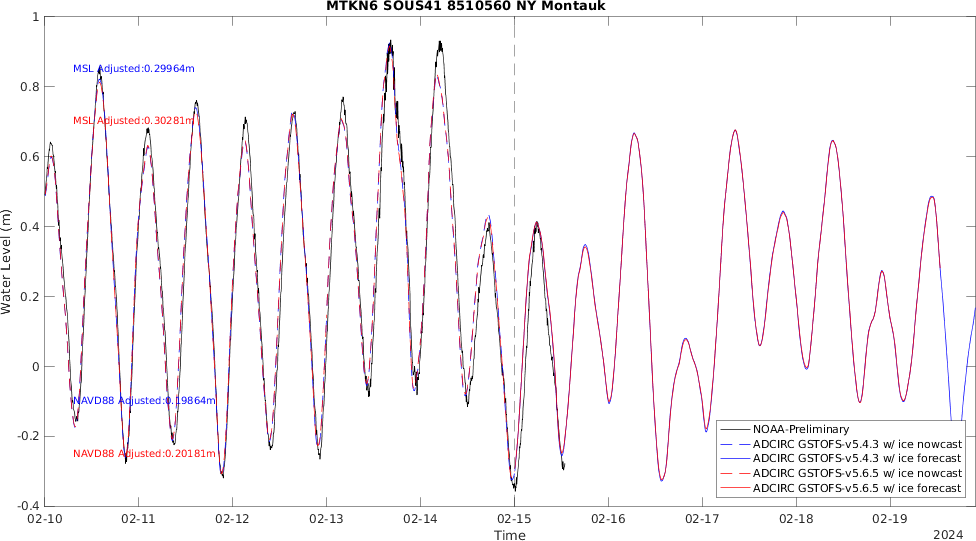 MTKN6 SOUS41 8510560 NY Montauk
1
0.8
0.6
0.4
0.2
0
-0.2
-0.4
Water Level (m)
MSL Adjusted:0.29964m
MSL Adjusted:0.30281m
NAVD88 Adjusted:0.19864m
NAVD88 Adjusted:0.20181m
NOAA-Preliminary
ADCIRC GSTOFS-v5.4.3 w/ ice nowcast
ADCIRC GSTOFS-v5.4.3 w/ ice forecast
ADCIRC GSTOFS-v5.6.5 w/ ice nowcast
ADCIRC GSTOFS-v5.6.5 w/ ice forecast
02-10 02-11 02-12 02-13 02-14 02-15 02-16 02-17 02-18 02-19
Time
2024